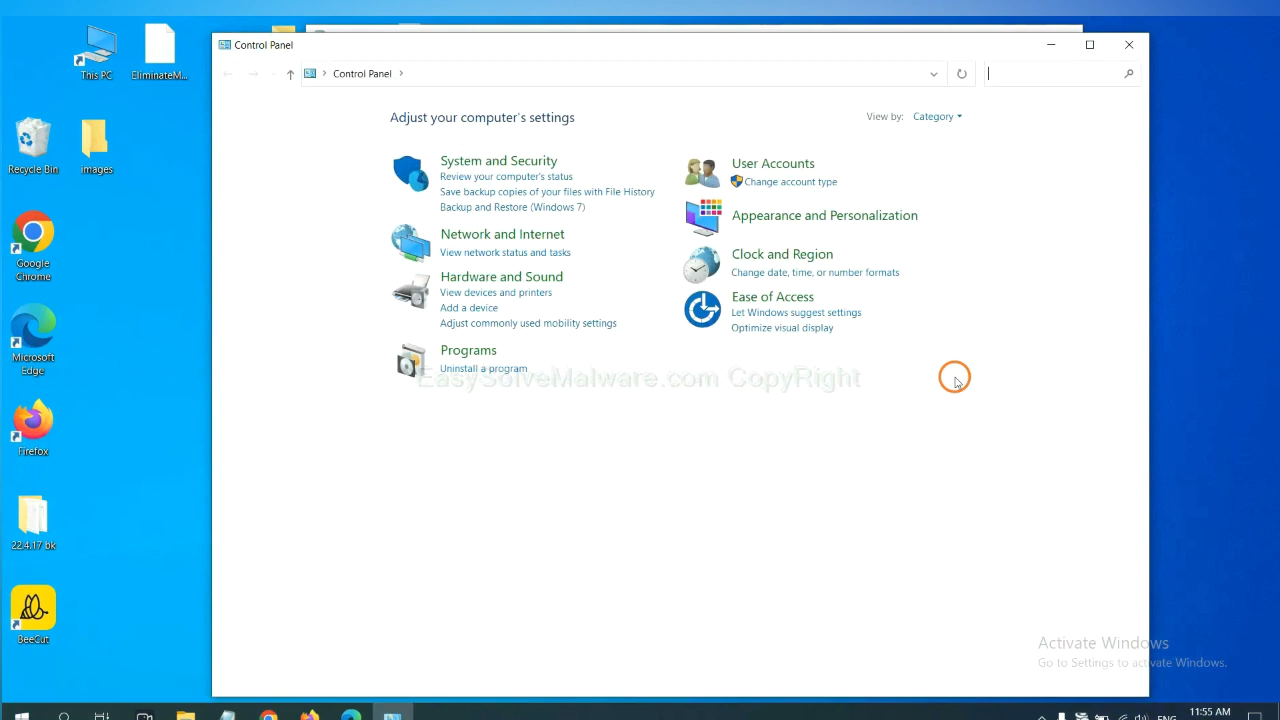 This PC
EliminateM...
Recycle Bin
images
Google
Chrome
Microsoft
Edge
Firefox
22.4.17 bk
BeeCut
Control Panel
Control Panel
Adjust your computer's settings
View by: Category
System and Security
Review your computer's status
Save backup copies of your files with File History
Backup and Restore (Windows 7)
Network and Internet
View network status and tasks
Hardware and Sound
View devices and printers
Add a device
Adjust commonly used mobility settings
Programs
Uninstall a program
User Accounts
Change account type
Appearance and Personalization
Clock and Region
Change date, time, or number formats
Ease of Access
Let Windows suggest settings
Optimize visual display
EasySolveMalware.com CopyRight
Activate Windows
Go to Settings to activate Windows.
ENG
11:55 AM